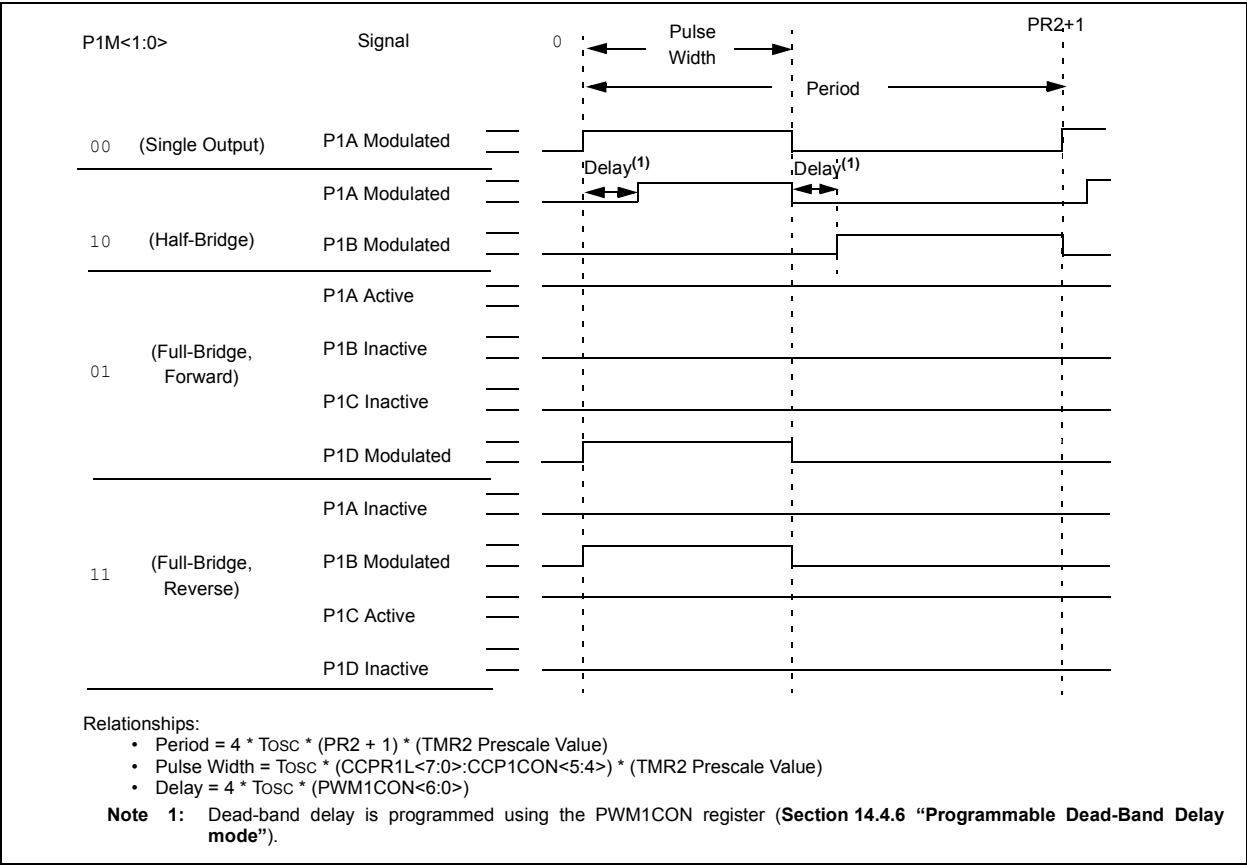 P1M<1:0> Signal 0 Pulse Width PR2+1
Period
00 (Single Output) P1A Modulated
Delay(1) Delay(1)
P1A Modulated
10 (Half-Bridge) P1B Modulated
P1A Active
01 (Full-Bridge, Forward) P1B Inactive
P1C Inactive
P1D Modulated
P1A Inactive
11 (Full-Bridge, Reverse) P1B Modulated
P1C Active
P1D Inactive
Relationships:
• Period = 4 * TOSC * (PR2 + 1) * (TMR2 Prescale Value)
• Pulse Width = TOSC * (CCPR1L<7:0>:CCP1CON<5:4>) * (TMR2 Prescale Value)
• Delay = 4 * TOSC * (PWM1CON<6:0>)
Note 1: Dead-band delay is programmed using the PWM1CON register (Section 14.4.6 “Programmable Dead-Band Delay
mode”).